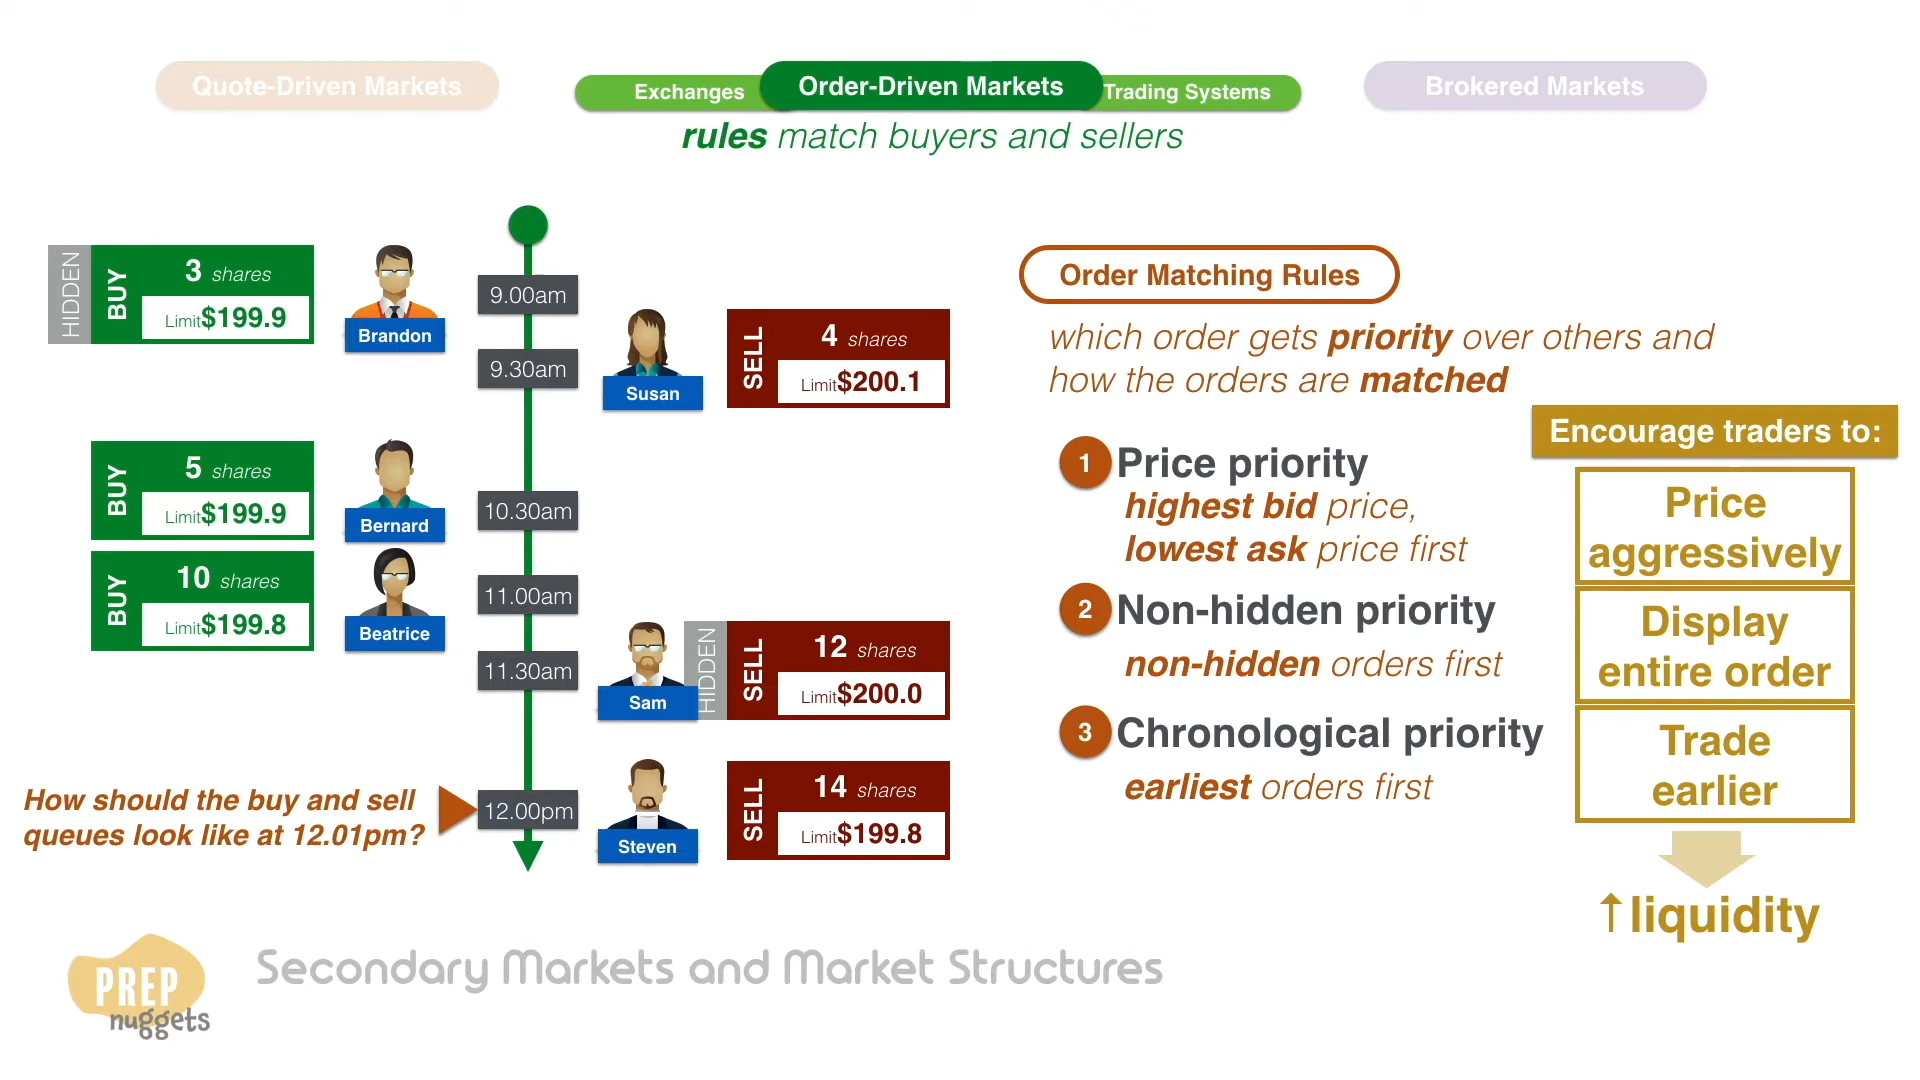 Quote-Driven Markets
Exchanges
Order-Driven Markets
Trading Systems
Brokered Markets
rules match buyers and sellers
HIDDEN
BUY
3 shares
Limit$199.9
Brandon
9.00am
9.30am
Susan
SELL
4 shares
Limit$200.1
BUY
5 shares
Limit$199.9
Bernard
10.30am
BUY
10 shares
Limit$199.8
Beatrice
11.00am
11.30am
Sam
HIDDEN
SELL
12 shares
Limit$200.0
How should the buy and sell
queues look like at 12.01pm?
12.00pm
Steven
SELL
14 shares
Limit$199.8
Order Matching Rules
which order gets priority over others and
how the orders are matched
1 Price priority
highest bid price,
lowest ask price first
2 Non-hidden priority
non-hidden orders first
3 Chronological priority
earliest orders first
Encourage traders to:
Price
aggressively
Display
entire order
Trade
earlier
↑liquidity
PREP
nuggets
Secondary Markets and Market Structures